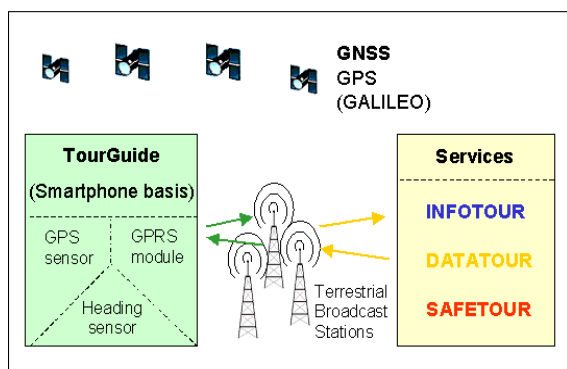 GNSS
GPS
(GALILEO)
TourGuide
(Smartphone basis)
GPS
sensor
GPRS
module
Heading
sensor
Terrestrial
Broadcast
Stations
Services
INFOTOUR
DATATOUR
SAFETOUR